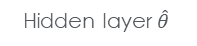 Hidden layer θ̂